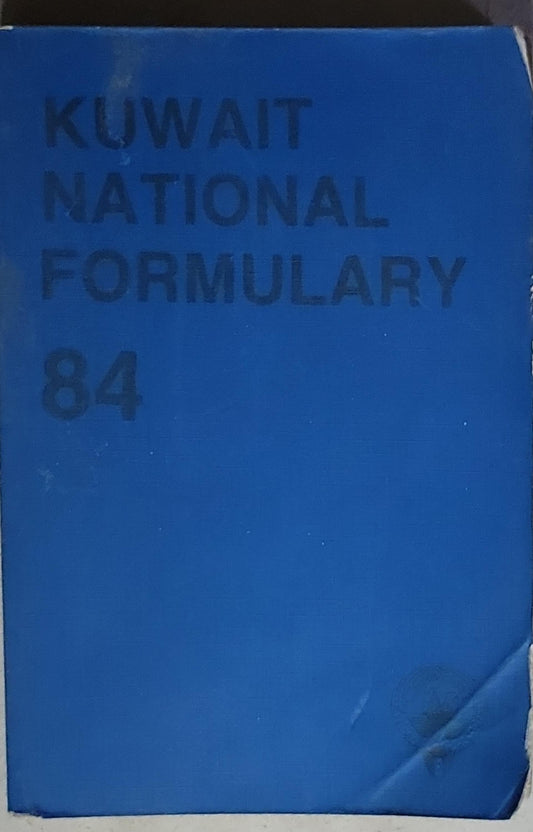 KUWAIT
NATIONAL
FORMULARY
84